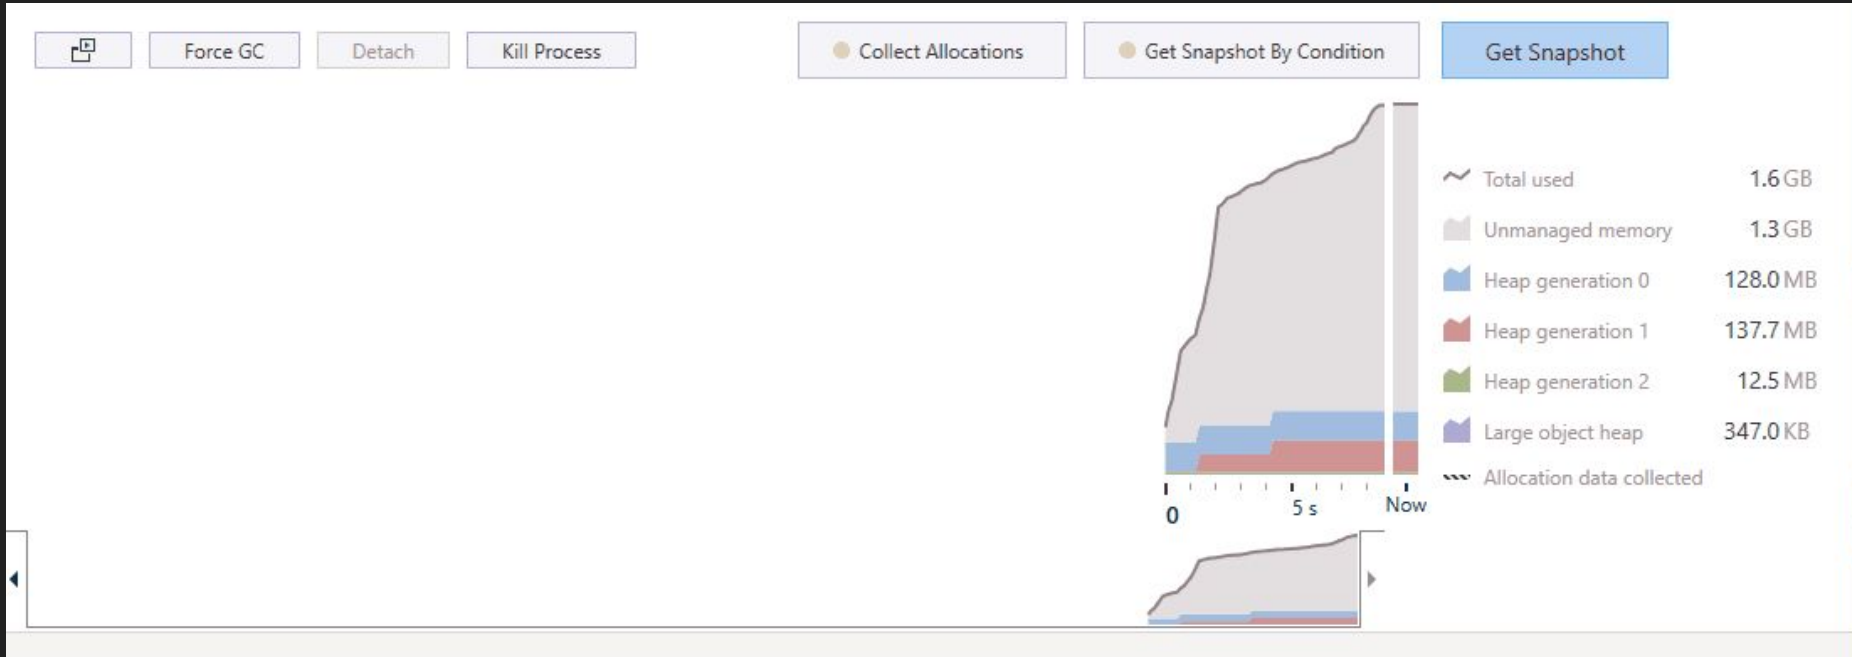 Force GC
Detach
Kill Process
Collect Allocations
Get Snapshot By Condition
Get Snapshot
Total used 1.6 GB
Unmanaged memory 1.3 GB
Heap generation 0 128.0 MB
Heap generation 1 137.7 MB
Heap generation 2 12.5 MB
Large object heap 347.0 KB
Allocation data collected
0
5 s
Now